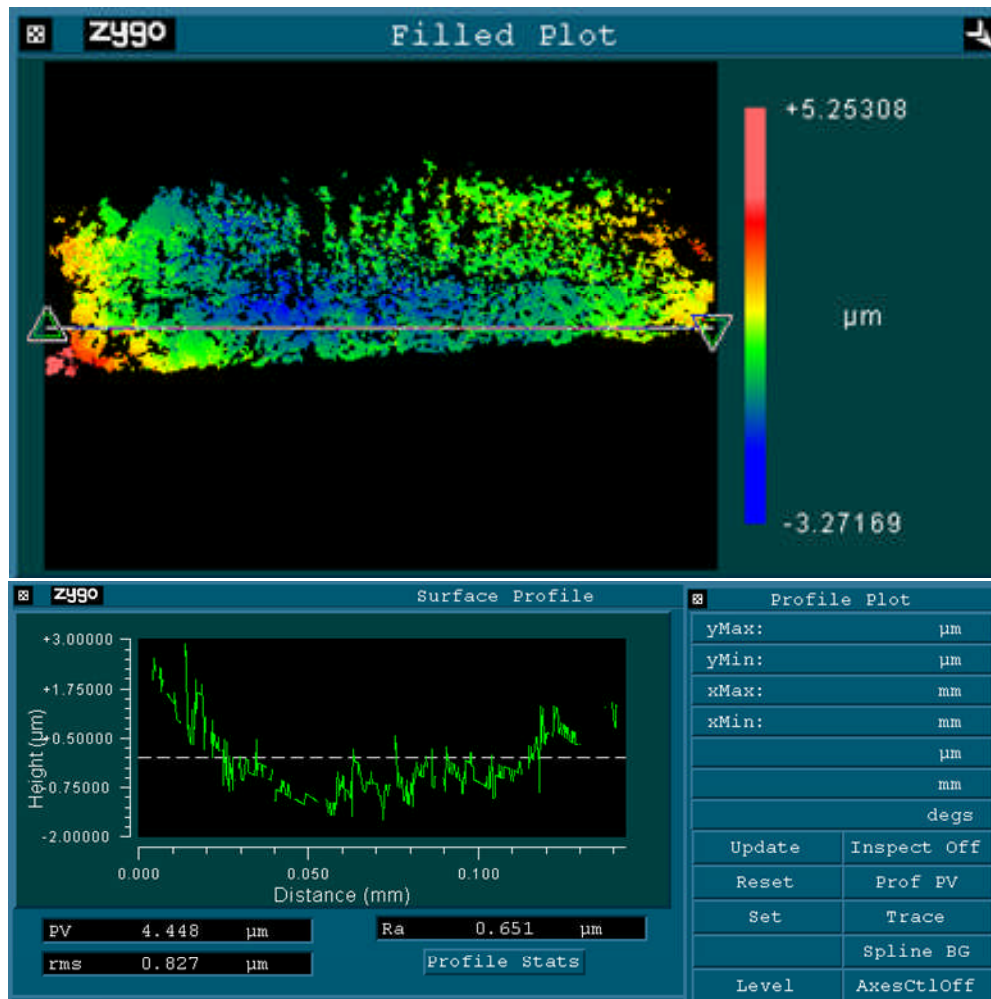 zygo Filled Plot
+5.25308
µm
-3.27169
zygo Surface Profile
+3.00000
+1.75000
+0.50000
-0.75000
-2.00000
Height (µm)
0.000 0.050 0.100
Distance (mm)
PV 4.448 µm
rms 0.827 µm
Ra 0.651 µm
Profile Stats
Profile Plot
yMax: µm
yMin: µm
xMax: mm
xMin: mm
µm
mm
degs
Update Inspect Off
Reset Prof PV
Set Trace
Spline BG
Level AxesCtlOff